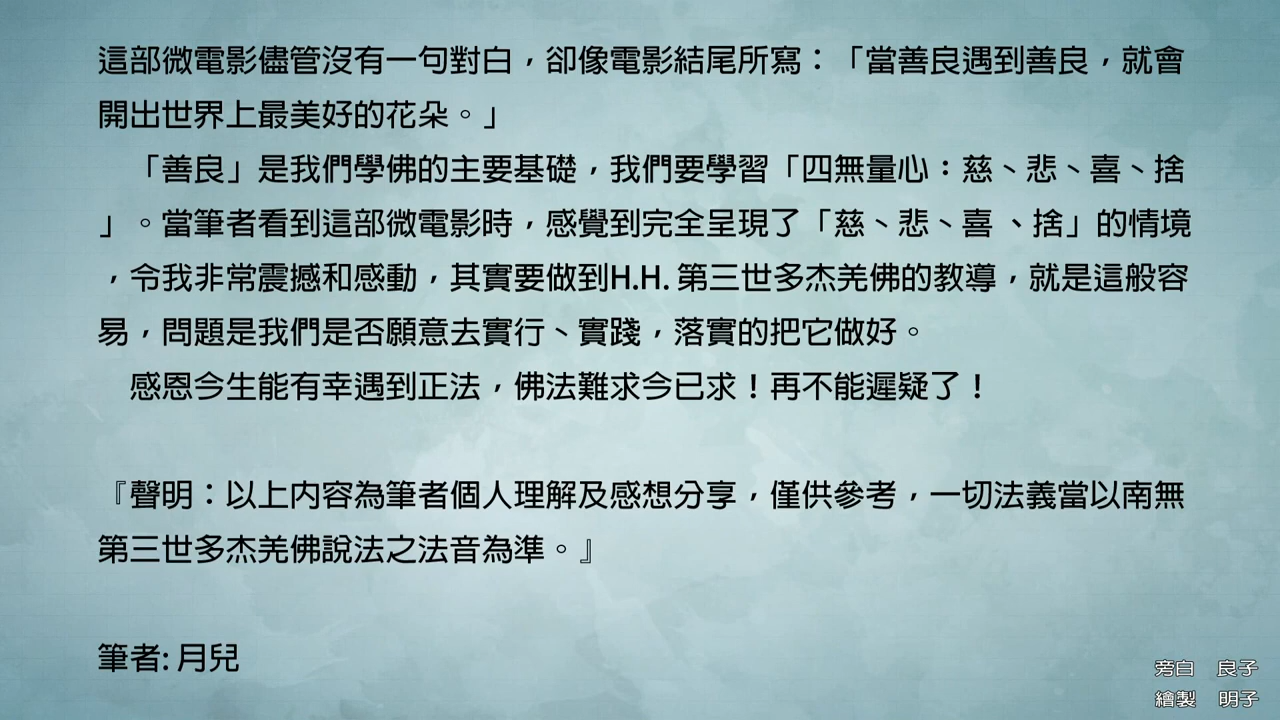 這部微電影儘管沒有一句對白，卻像電影結尾所寫：「當善良遇到善良，就會
開出世界上最美好的花朵。」
「善良」是我們學佛的主要基礎，我們要學習「四無量心：慈、悲、喜、捨
」。當筆者看到這部微電影時，感覺到完全呈現了「慈、悲、喜 、捨」的情境
，令我非常震撼和感動，其實要做到H.H. 第三世多杰羌佛的教導，就是這般容
易，問題是我們是否願意去實行、實踐，落實的把它做好。
感恩今生能有幸遇到正法，佛法難求今已求！再不能遲疑了！
『聲明：以上內容為筆者個人理解及感想分享，僅供參考，一切法義當以南無
第三世多杰羌佛說法之法音為準。』
筆者: 月兒
旁白　良子
繪製　明子